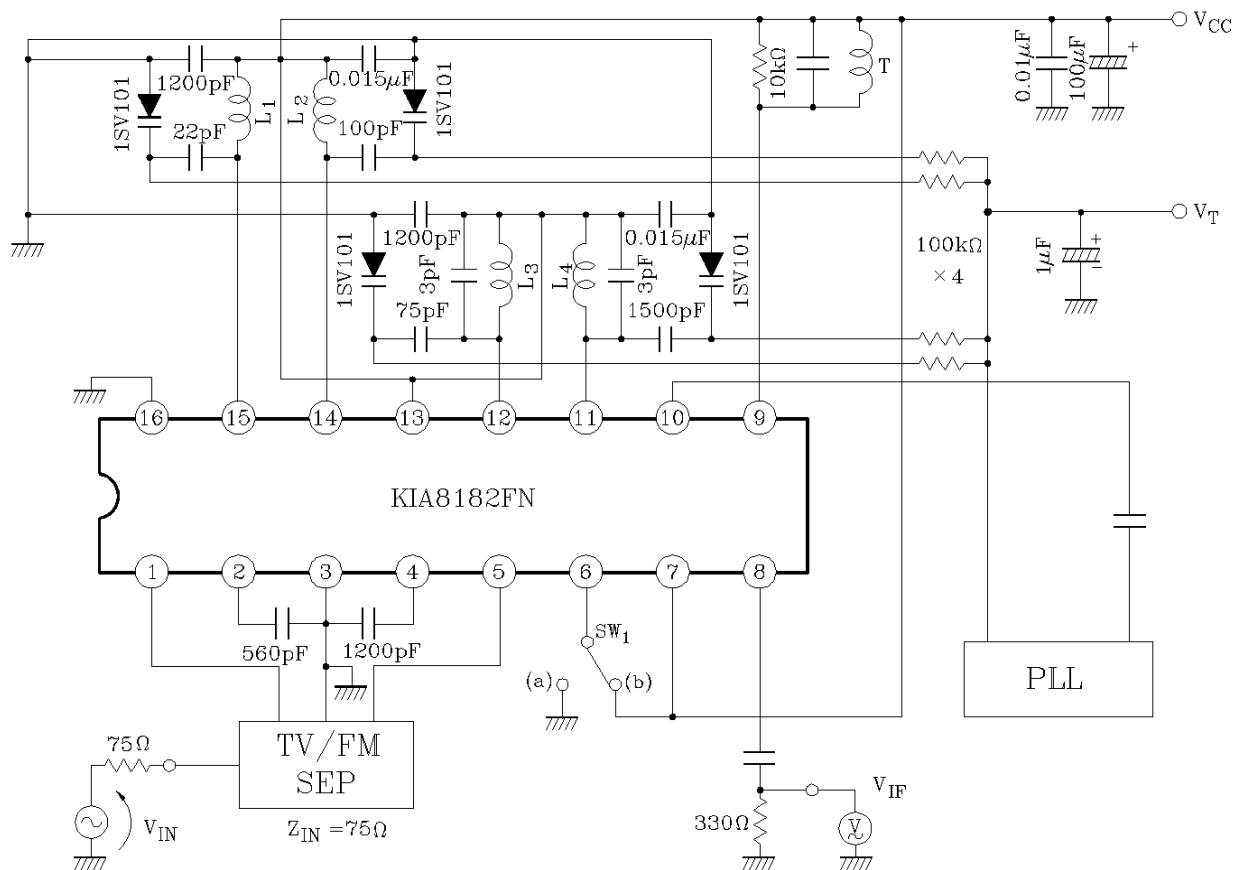 V_CC
1200pF
0.015µF
10kΩ
T
0.01µF
100µF
+
1SV101
L1
L2
1SV101
22pF
100pF
V_T
1200pF
0.015µF
100kΩ
×4
1µF
+
−
1SV101
3pF
L3
L4
3pF
1SV101
75pF
1500pF
16
15
14
13
12
11
10
9
KIA8182FN
1
2
3
4
5
6
7
8
560pF
1200pF
SW1
(a)
(b)
PLL
TV/FM
SEP
75Ω
V_IN
Z_IN =75Ω
V_IF
330Ω
V